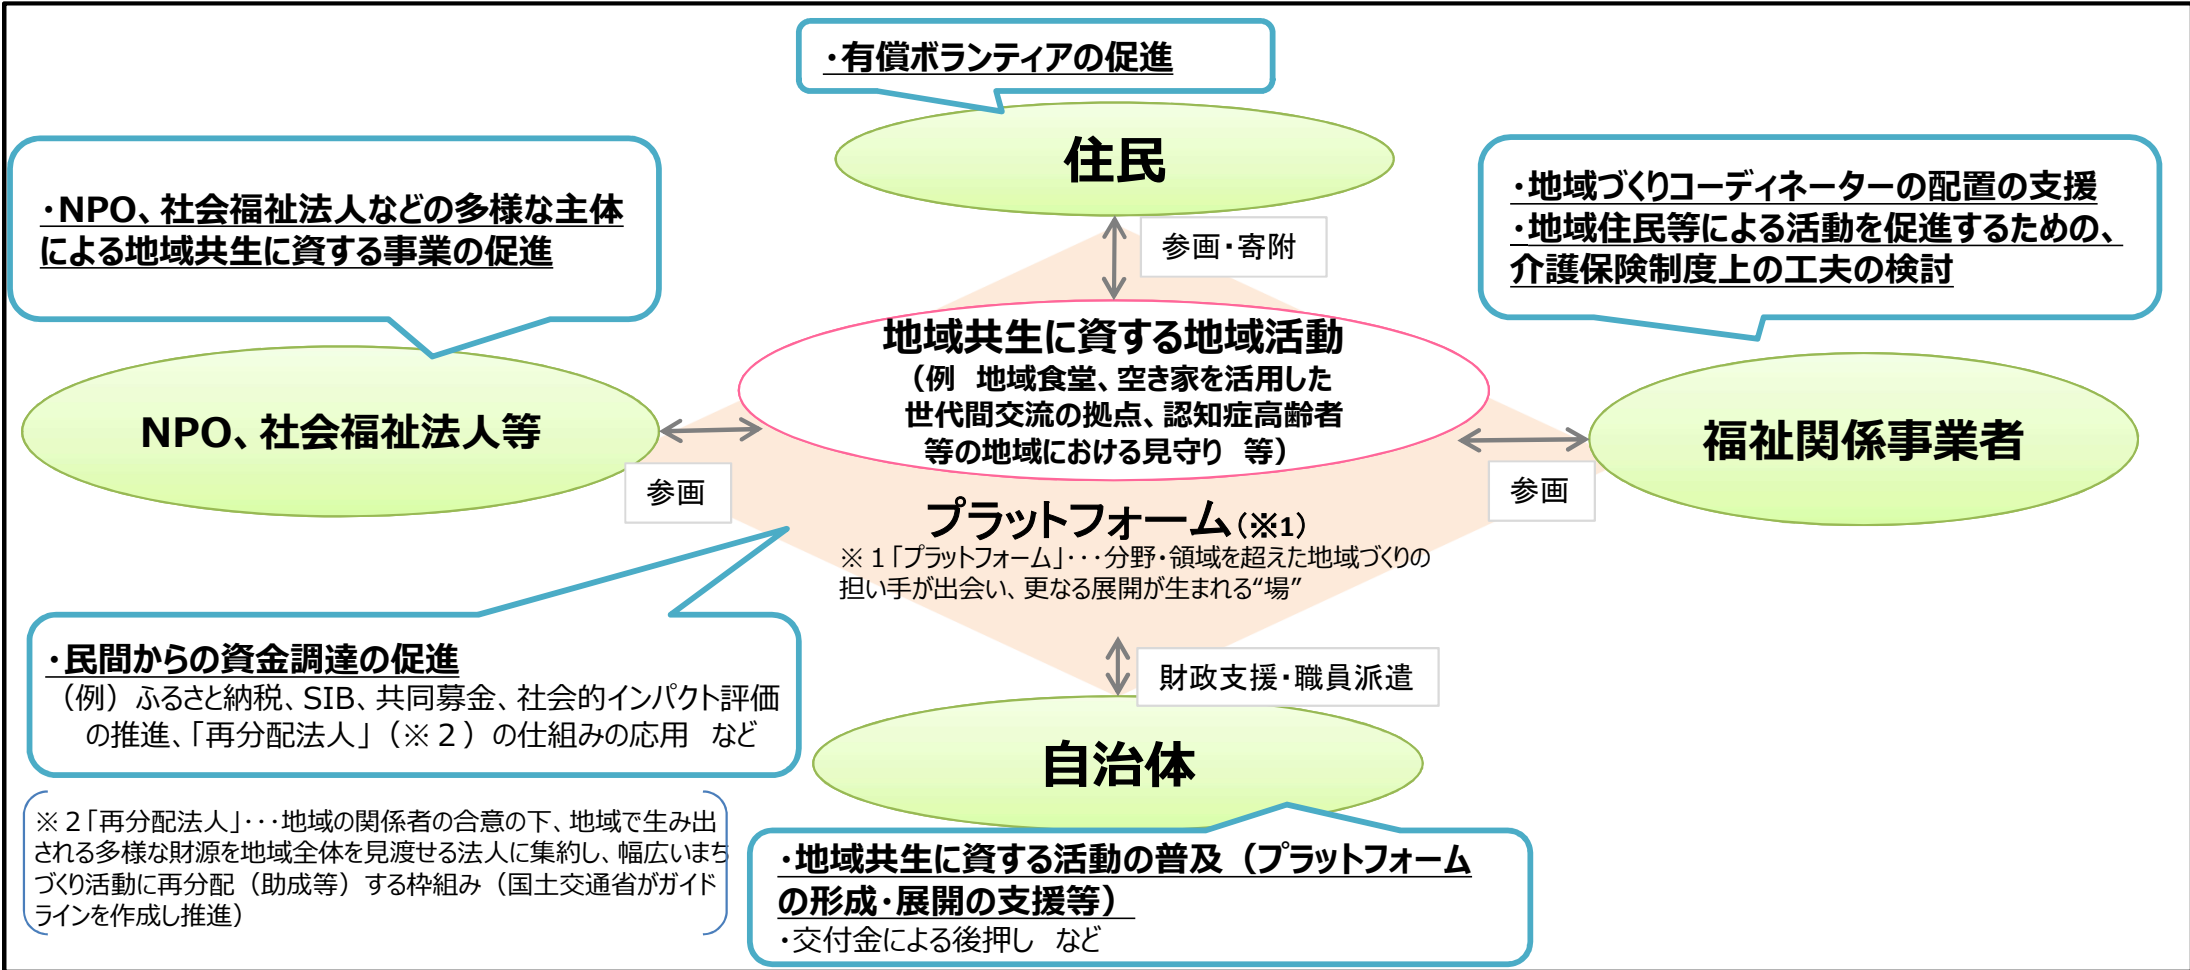 ・有償ボランティアの促進
住民
・NPO、社会福祉法人などの多様な主体
による地域共生に資する事業の促進
・地域づくりコーディネーターの配置の支援
・地域住民等による活動を促進するための、
介護保険制度上の工夫の検討
参画・寄附
地域共生に資する地域活動
（例　地域食堂、空き家を活用した
世代間交流の拠点、認知症高齢者
等の地域における見守り　等）
NPO、社会福祉法人等
福祉関係事業者
参画
参画
プラットフォーム（※1）
※１「プラットフォーム」・・・分野・領域を超えた地域づくりの
担い手が出会い、更なる展開が生まれる“場”
・民間からの資金調達の促進
（例）ふるさと納税、SIB、共同募金、社会的インパクト評価
の推進、「再分配法人」（※２）の仕組みの応用　など
財政支援・職員派遣
自治体
※２「再分配法人」・・・地域の関係者の合意の下、地域で生み出
される多様な財源を地域全体を見渡せる法人に集約し、幅広いまち
づくり活動に再分配（助成等）する枠組み（国土交通省がガイド
ラインを作成し推進）
・地域共生に資する活動の普及（プラットフォーム
の形成・展開の支援等）
・交付金による後押し　など